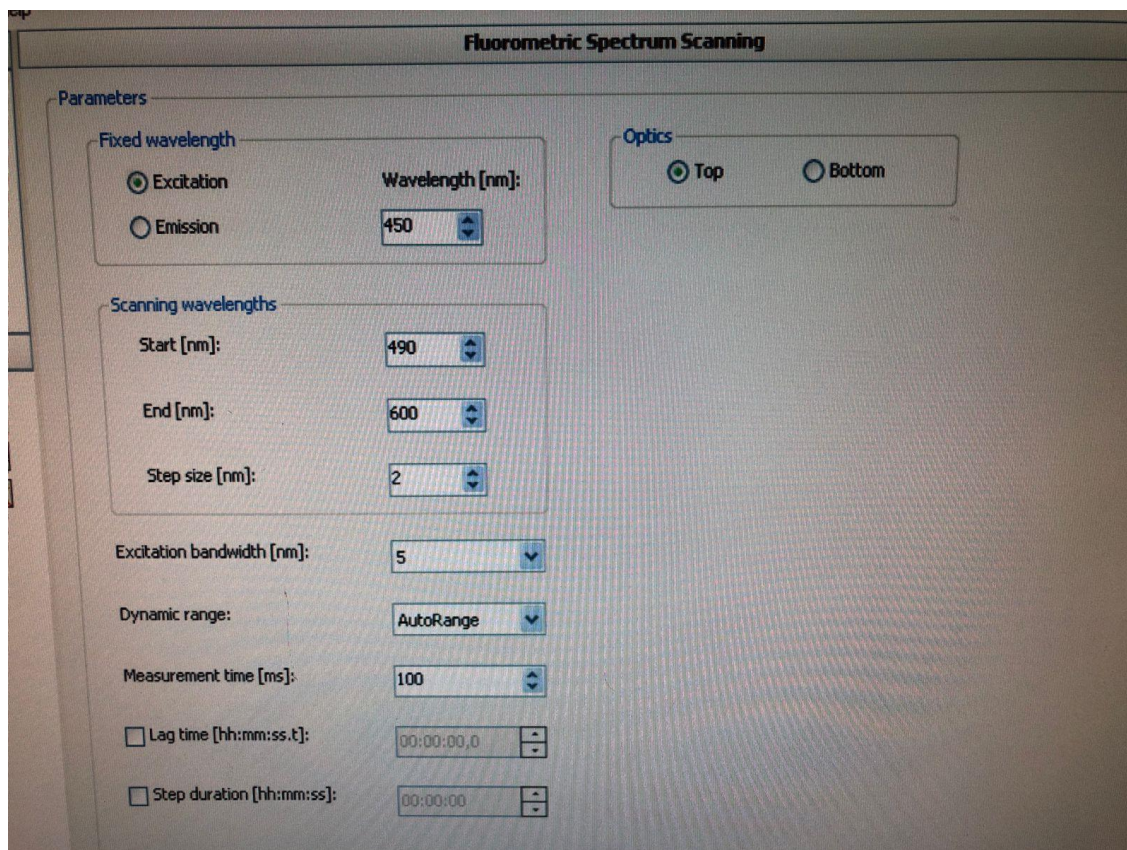 Fluorometric Spectrum Scanning
Parameters
Fixed wavelength
Optics
Excitation
Wavelength [nm]:
Top
Bottom
Emission
450
Scanning wavelengths
Start [nm]:
490
End [nm]:
600
Step size [nm]:
2
Excitation bandwidth [nm]:
5
Dynamic range:
AutoRange
Measurement time [ms]:
100
Lag time [hh:mm:ss.t]:
00:00:00,0
Step duration [hh:mm:ss]:
00:00:00